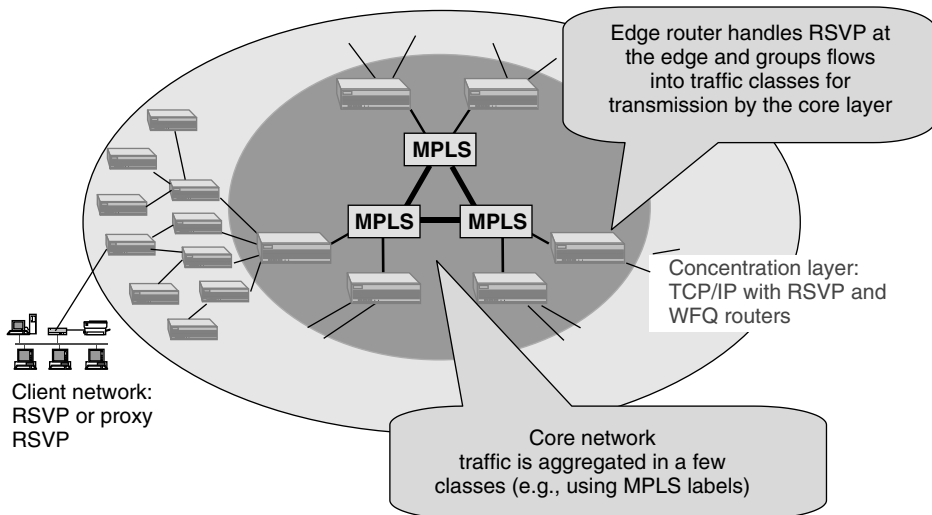 Edge router handles RSVP at
the edge and groups flows
into traffic classes for
transmission by the core layer
MPLS
MPLS
MPLS
Concentration layer:
TCP/IP with RSVP and
WFQ routers
Client network:
RSVP or proxy
RSVP
Core network
traffic is aggregated in a few
classes (e.g., using MPLS labels)